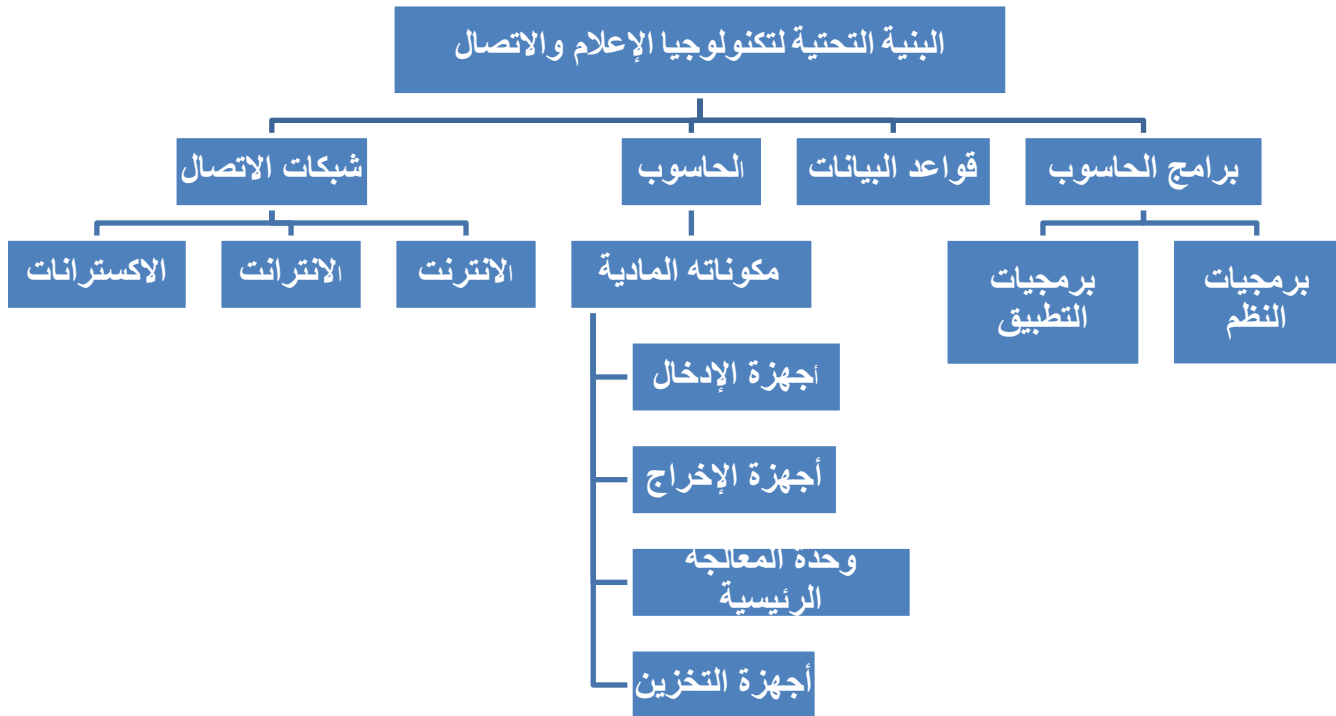 البنية التحتية لتكنولوجيا الإعلام والاتصال
برامج الحاسوب
قواعد البيانات
الحاسوب
شبكات الاتصال
برمجيات
النظم
برمجيات
التطبيق
مكوناته المادية
الانترنت
الانترانت
الاكسترانات
أجهزة الإدخال
أجهزة الإخراج
وحدة المعالجة
الرئيسية
أجهزة التخزين